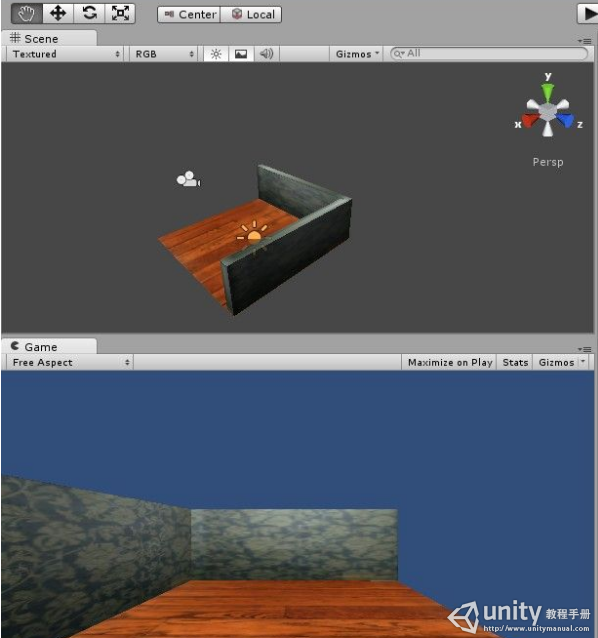 Center Local
Scene
Textured RGB Gizmos All
y
x z
Persp
Game
Free Aspect Maximize on Play Stats Gizmos
unity 教程手册
http://www.unitymanual.com